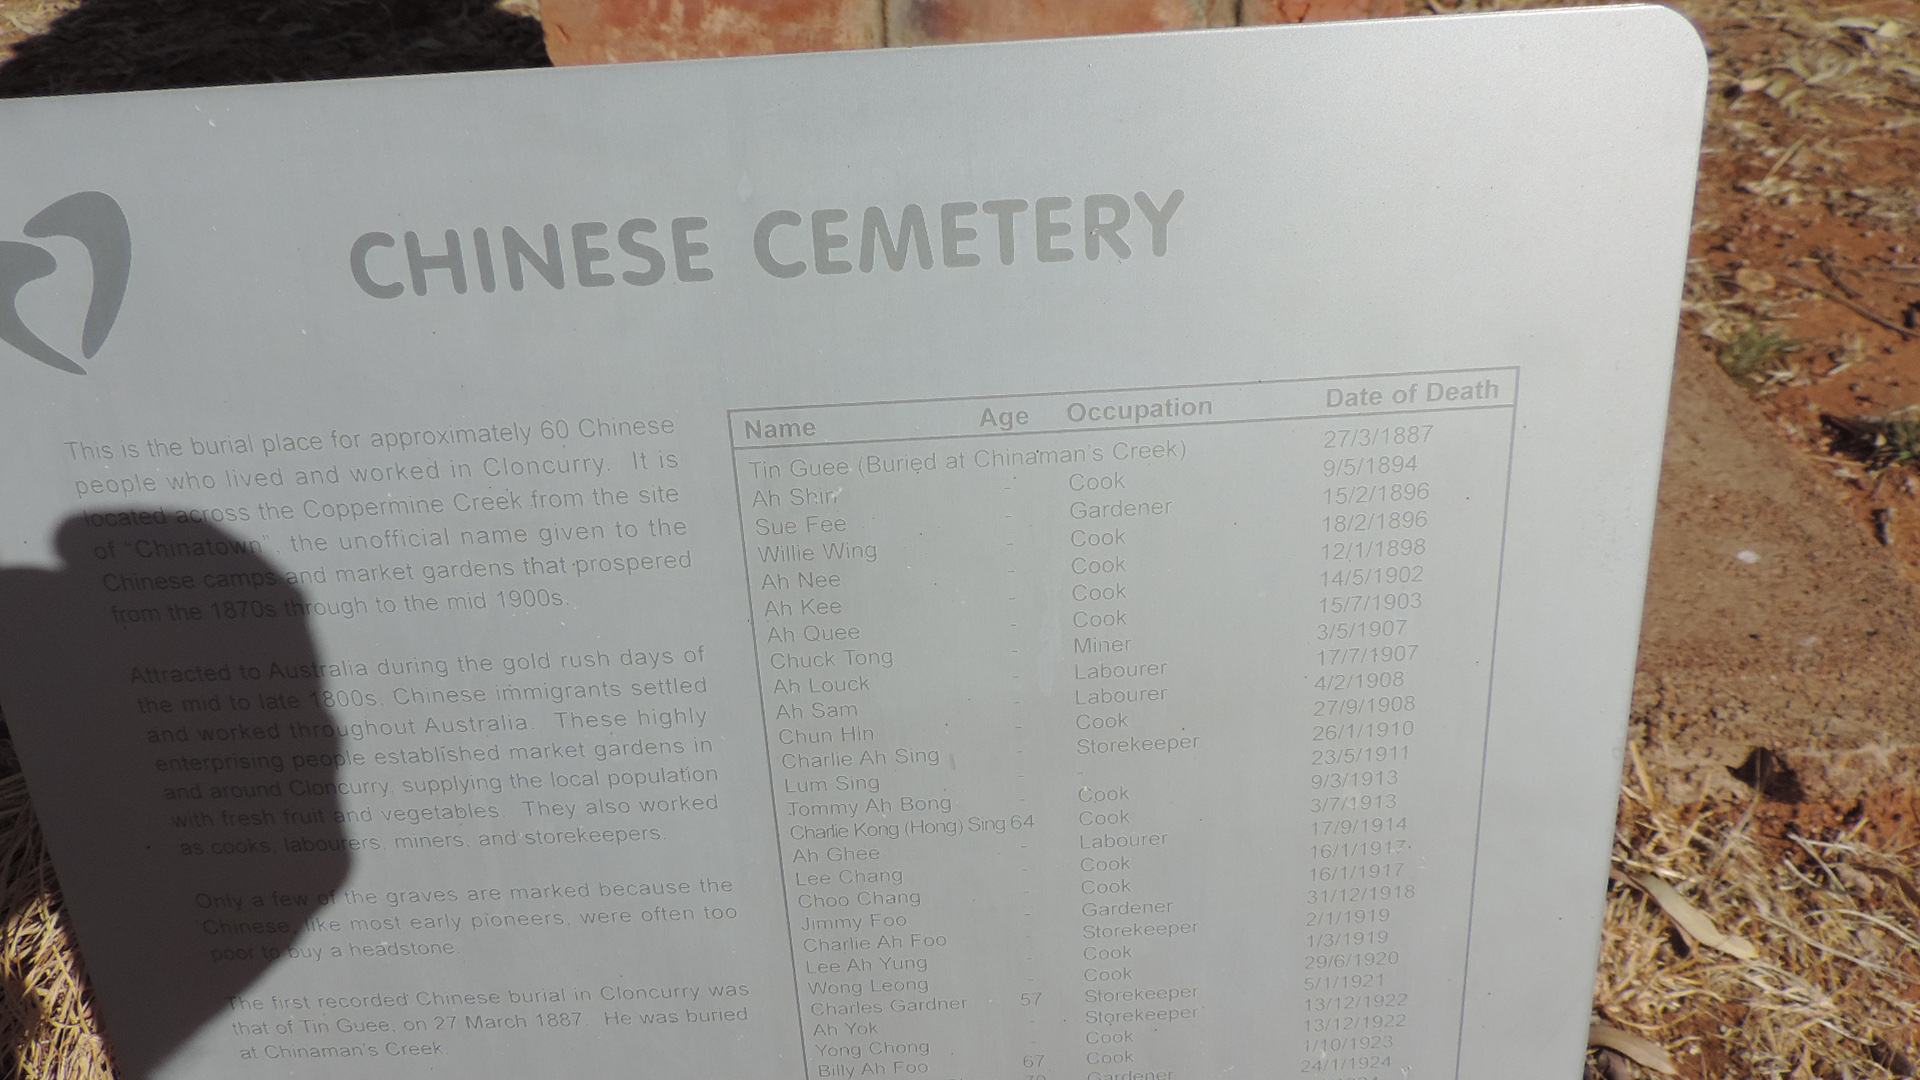 CHINESE CEMETERY
This is the burial place for approximately 60 Chinese
people who lived and worked in Cloncurry. It is
located across the Coppermine Creek from the site
of "Chinatown", the unofficial name given to the
Chinese camps and market gardens that prospered
from the 1870s through to the mid 1900s.
Attracted to Australia during the gold rush days of
the mid to late 1800s, Chinese immigrants settled
and worked throughout Australia. These highly
enterprising people established market gardens in
and around Cloncurry, supplying the local population
with fresh fruit and vegetables. They also worked
as cooks, labourers, miners, and storekeepers.
Only a few of the graves are marked because the
Chinese, like most early pioneers, were often too
poor to buy a headstone.
The first recorded Chinese burial in Cloncurry was
that of Tin Guee, on 27 March 1887. He was buried
at Chinaman's Creek.
Name Age Occupation Date of Death
Tin Guee (Buried at Chinaman's Creek) 27/3/1887
Ah Shin - Cook 9/5/1894
Sue Fee - Gardener 15/2/1896
Willie Wing - Cook 18/2/1896
Ah Nee - Cook 12/1/1898
Ah Kee - Cook 14/5/1902
Ah Quee - Cook 15/7/1903
Chuck Tong - Miner 3/5/1907
Ah Louck - Labourer 17/7/1907
Ah Sam - Labourer 4/2/1908
Chun Hin - Cook 27/9/1908
Charlie Ah Sing - Storekeeper 26/1/1910
Lum Sing - - 23/5/1911
Tommy Ah Bong - Cook 9/3/1913
Charlie Kong (Hong) Sing 64 Cook 3/7/1913
Ah Ghee - Labourer 17/9/1914
Lee Chang - Cook 16/1/1917
Choo Chang - Cook 16/1/1917
Jimmy Foo - Gardener 31/12/1918
Charlie Ah Foo - Storekeeper 2/1/1919
Lee Ah Yung - Cook 1/3/1919
Wong Leong - Cook 29/6/1920
Charles Gardner 57 Storekeeper 5/1/1921
Ah Yok - Storekeeper 13/12/1922
Yong Chong - Cook 13/12/1922
Billy Ah Foo 67 Cook 1/10/1923
Gardener 24/1/1924